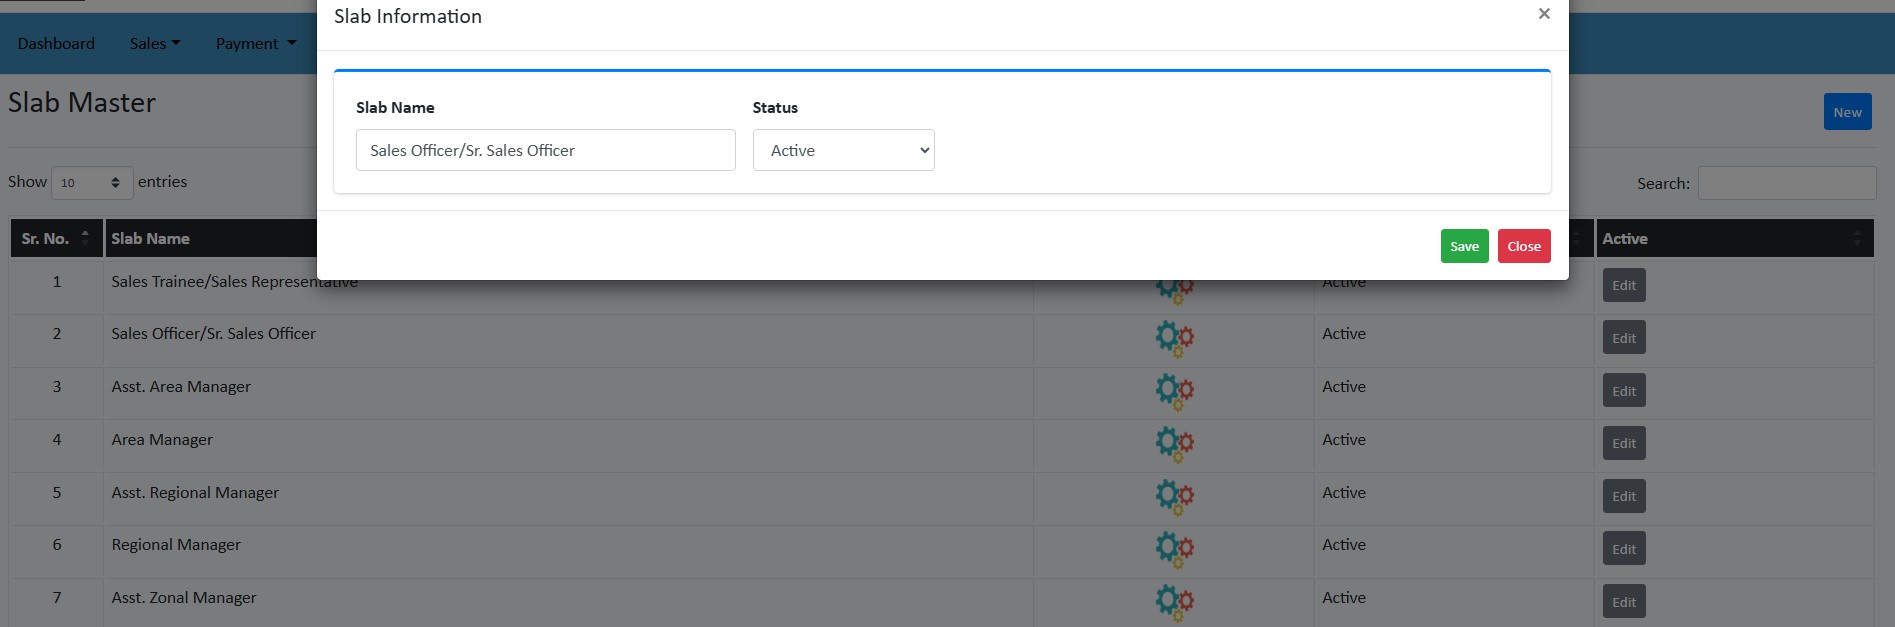 Slab Information ×
Dashboard Sales Payment
Slab Master
New
Slab Name Status
Sales Officer/Sr. Sales Officer Active
Show 10 entries
Search:
Sr. No. Slab Name Active
Save Close
1 Sales Trainee/Sales Representative Active Edit
2 Sales Officer/Sr. Sales Officer Active Edit
3 Asst. Area Manager Active Edit
4 Area Manager Active Edit
5 Asst. Regional Manager Active Edit
6 Regional Manager Active Edit
7 Asst. Zonal Manager Active Edit